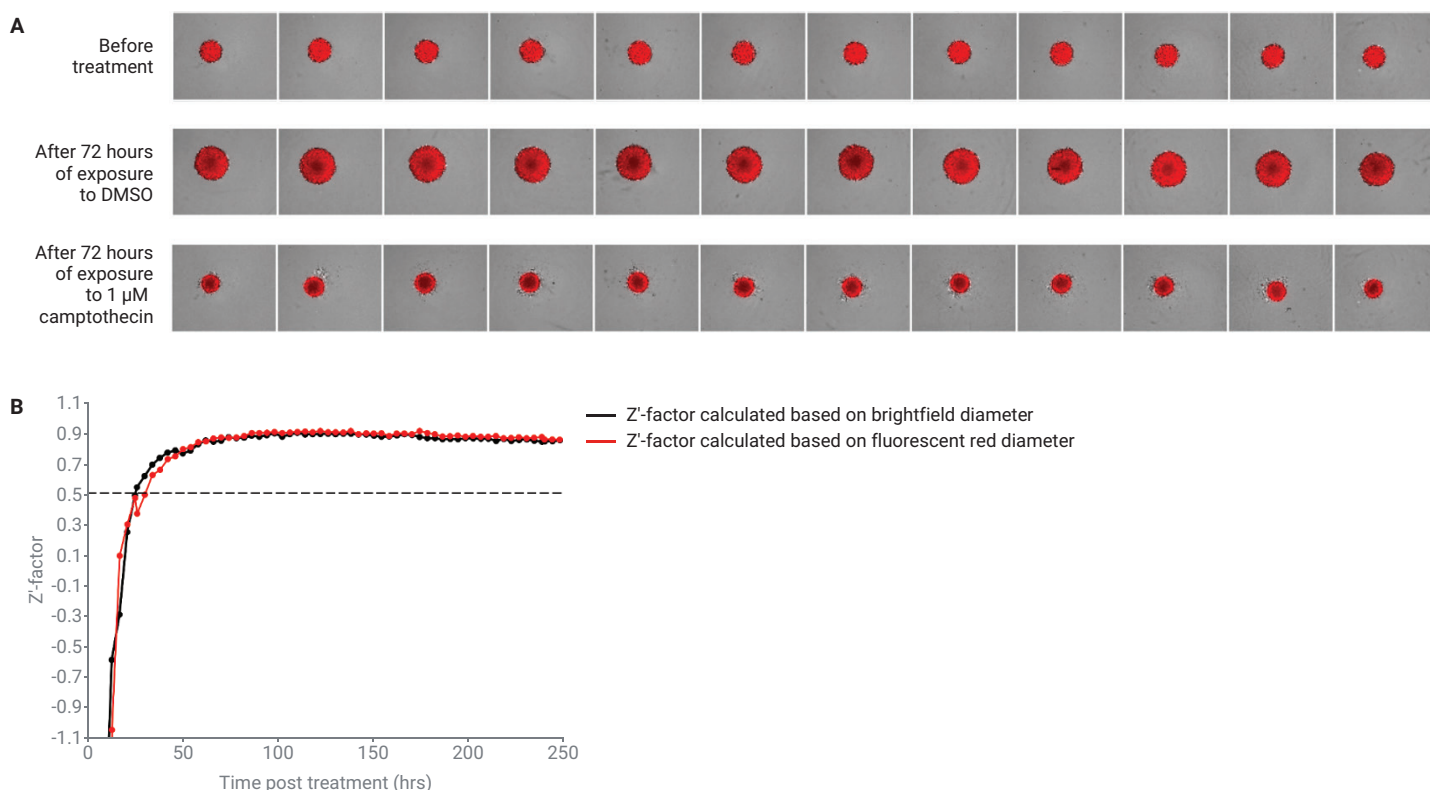 A
Before
treatment
After 72 hours
of exposure
to DMSO
After 72 hours
of exposure
to 1 µM
camptothecin
B
Z'-factor calculated based on brightfield diameter
Z'-factor calculated based on fluorescent red diameter
1.1
0.9
0.7
0.5
0.3
0.1
-0.1
-0.3
-0.5
-0.7
-0.9
-1.1
Z'-factor
0 50 100 150 200 250
Time post treatment (hrs)